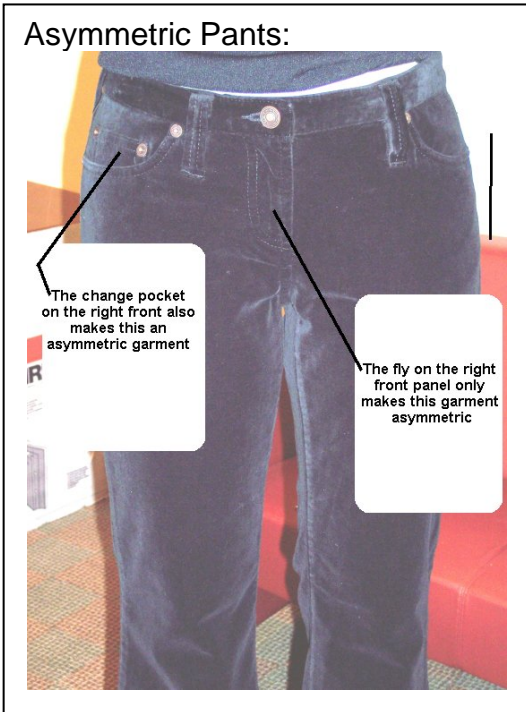 Asymmetric Pants:
The change pocket
on the right front also
makes this an
asymmetric garment
The fly on the right
front panel only
makes this garment
asymmetric
R